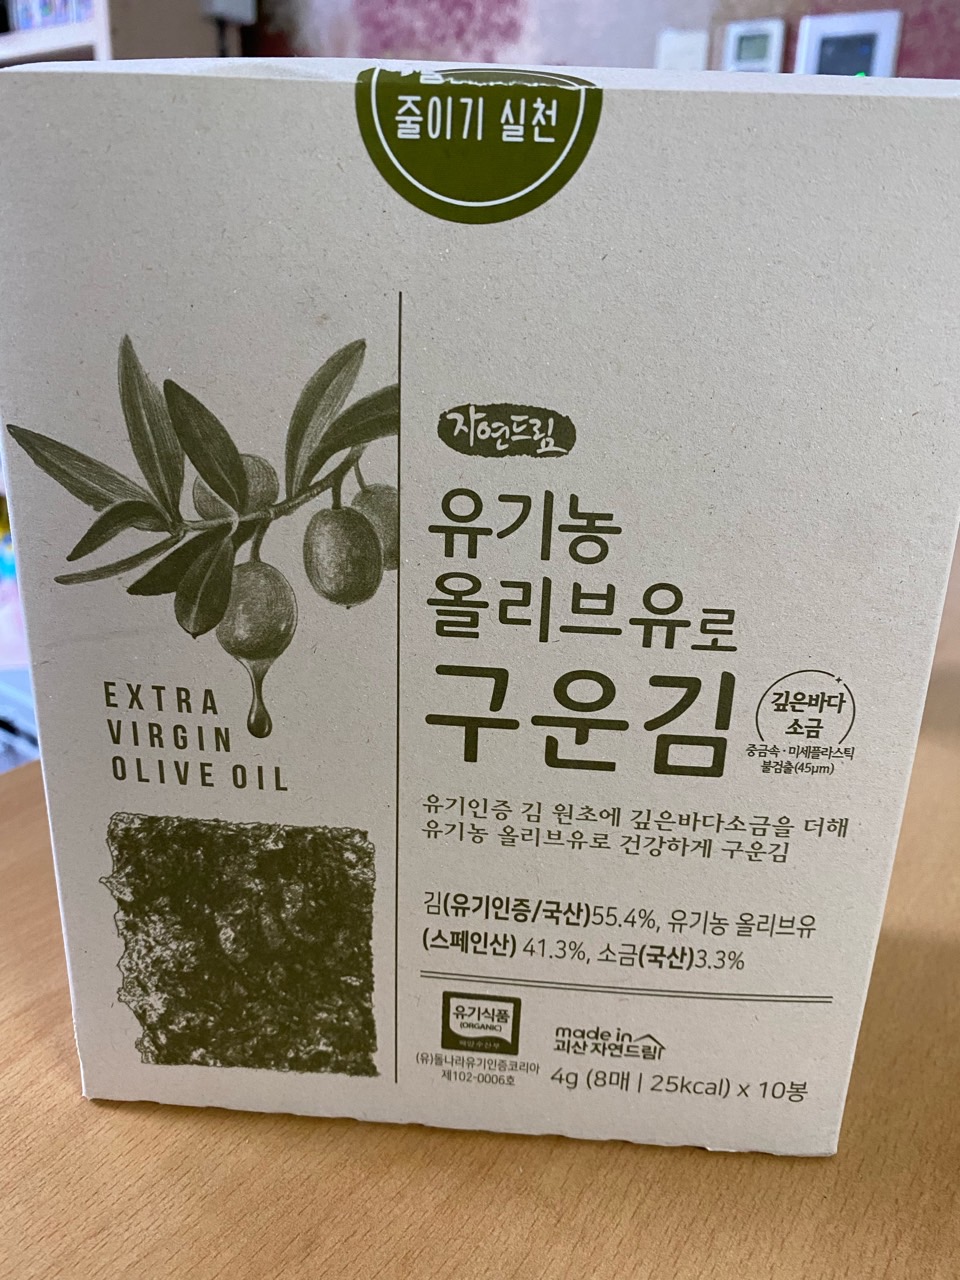 줄이기 실천
자연드림
유기농
올리브유로
구운김
깊은바다
소금
중금속·미세플라스틱
불검출(45μm)
EXTRA
VIRGIN
OLIVE OIL
유기인증 김 원초에 깊은바다소금을 더해
유기농 올리브유로 건강하게 구운김
김(유기인증/국산)55.4%, 유기농 올리브유
(스페인산) 41.3%, 소금(국산)3.3%
유기식품
(ORGANIC)
해양수산부
(유)돌나라유기인증코리아
제102-0006호
made in
괴산자연드림
4g (8매 | 25kcal) x 10봉